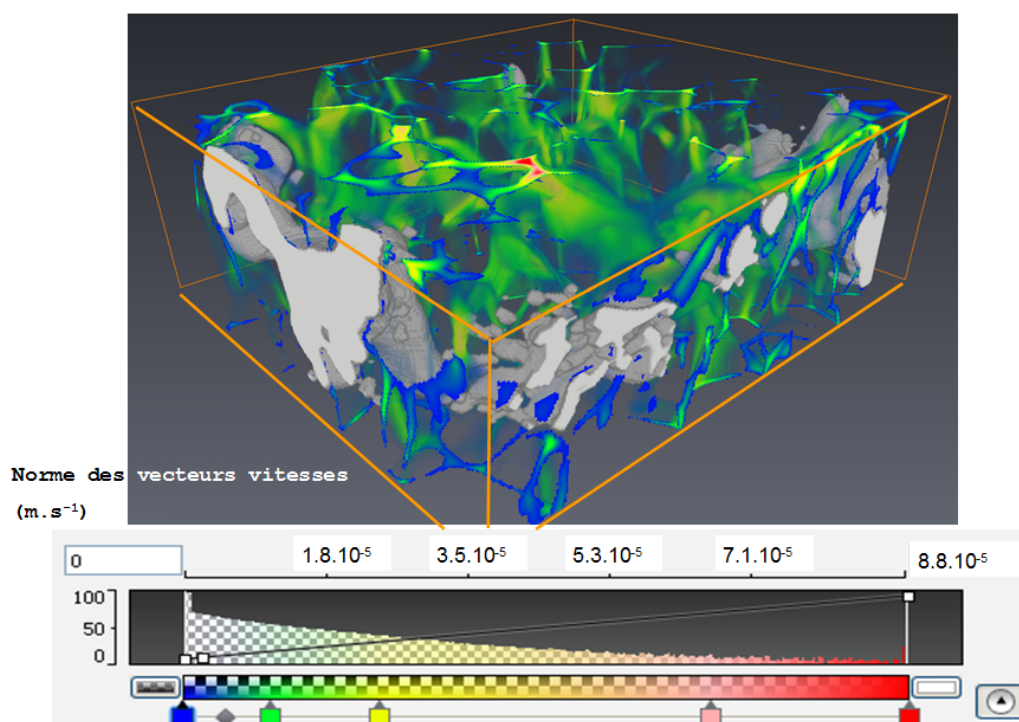 Norme des vecteurs vitesses
(m.s⁻¹)
0 1.8.10⁻⁵ 3.5.10⁻⁵ 5.3.10⁻⁵ 7.1.10⁻⁵ 8.8.10⁻⁵
100
50
0